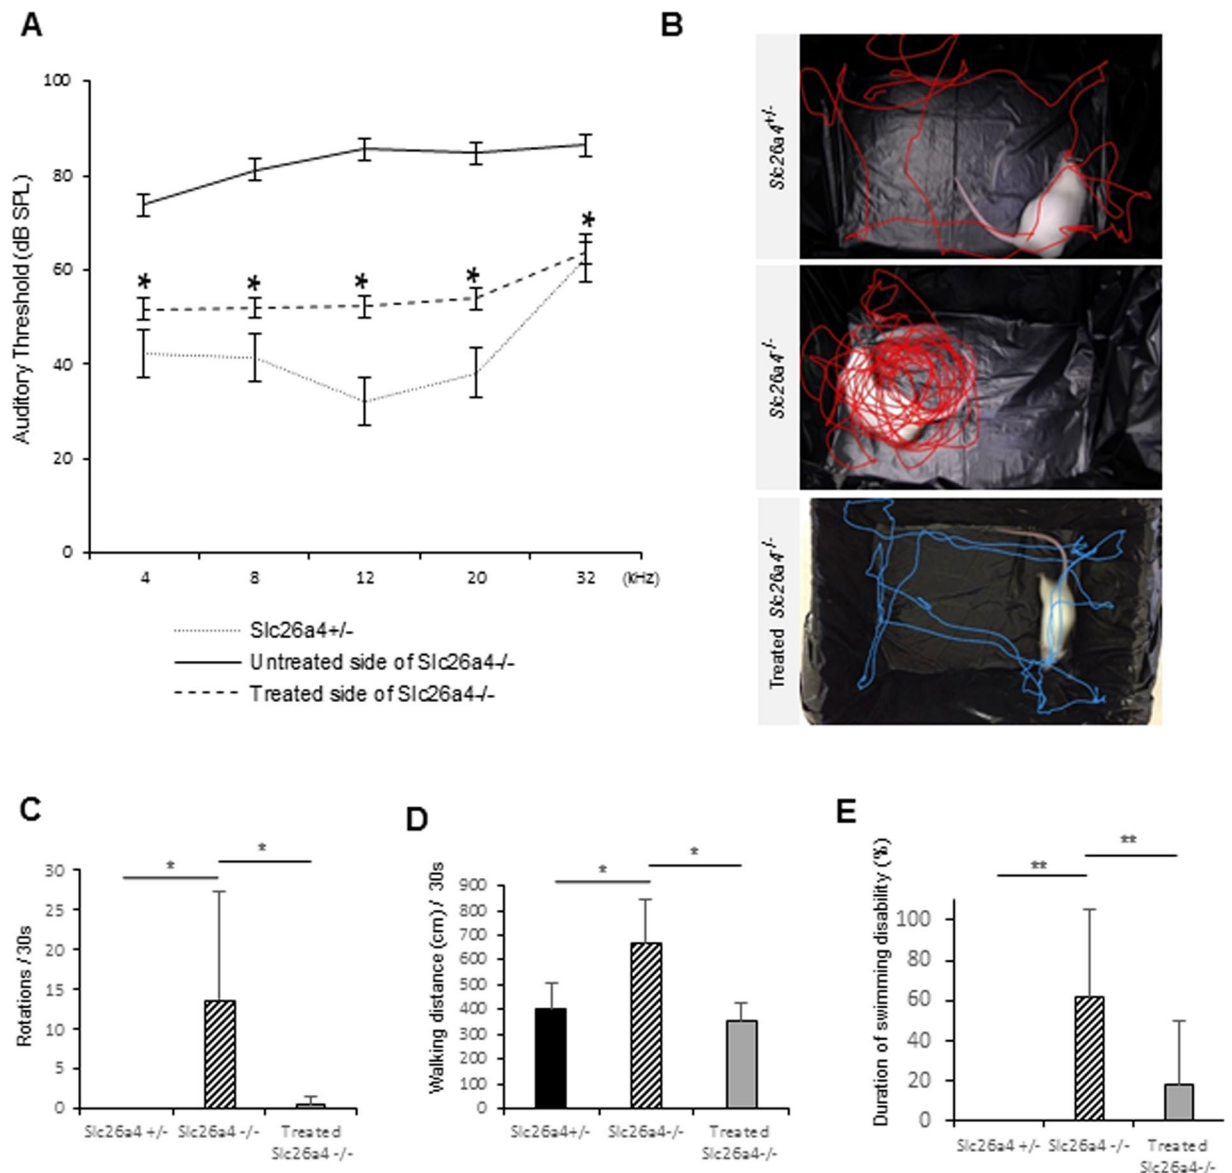 A
B
100
80
60
40
20
0
Auditory Threshold (dB SPL)
* * * * *
4 8 12 20 32 (kHz)
Slc26a4+/-
Untreated side of Slc26a4-/-
Treated side of Slc26a4-/-
Slc26a4+/-
Slc26a4-/-
Treated Slc26a4-/-
C
Rotations / 30s
30
25
20
15
10
5
0
* *
Slc26a4 +/- Slc26a4 -/- Treated
Slc26a4 -/-
D
Walking distance (cm) / 30s
900
800
700
600
500
400
300
200
100
0
* *
Slc26a4+/- Slc26a4-/- Treated
Slc26a4-/-
E
Duration of swimming disability (%)
100
80
60
40
20
0
** **
Slc26a4 +/- Slc26a4 -/- Treated
Slc26a4-/-